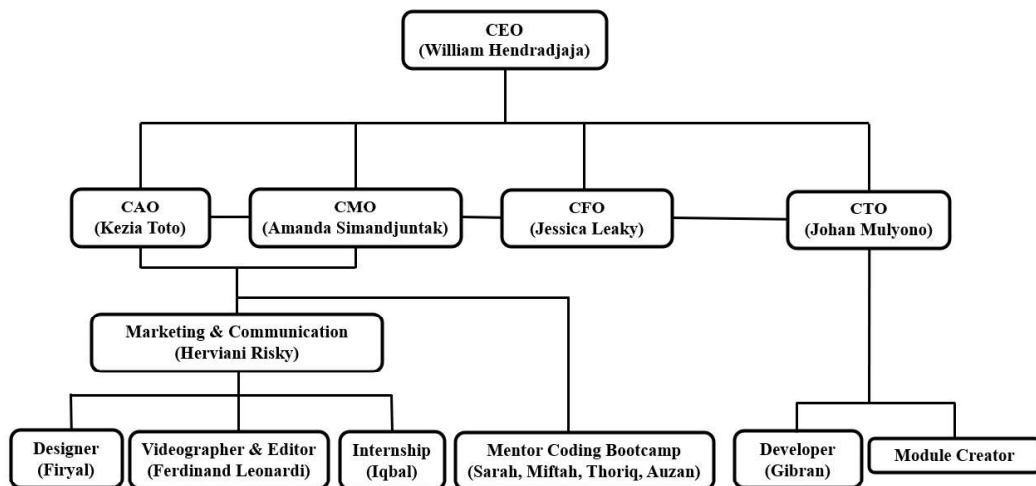 CEO
(William Hendradjaja)
CAO
(Kezia Toto)
CMO
(Amanda Simandjuntak)
CFO
(Jessica Leaky)
CTO
(Johan Mulyono)
Marketing & Communication
(Herviani Risky)
Designer
(Firyal)
Videographer & Editor
(Ferdinand Leonardi)
Internship
(Iqbal)
Mentor Coding Bootcamp
(Sarah, Miftah, Thoriq, Auzan)
Developer
(Gibran)
Module Creator